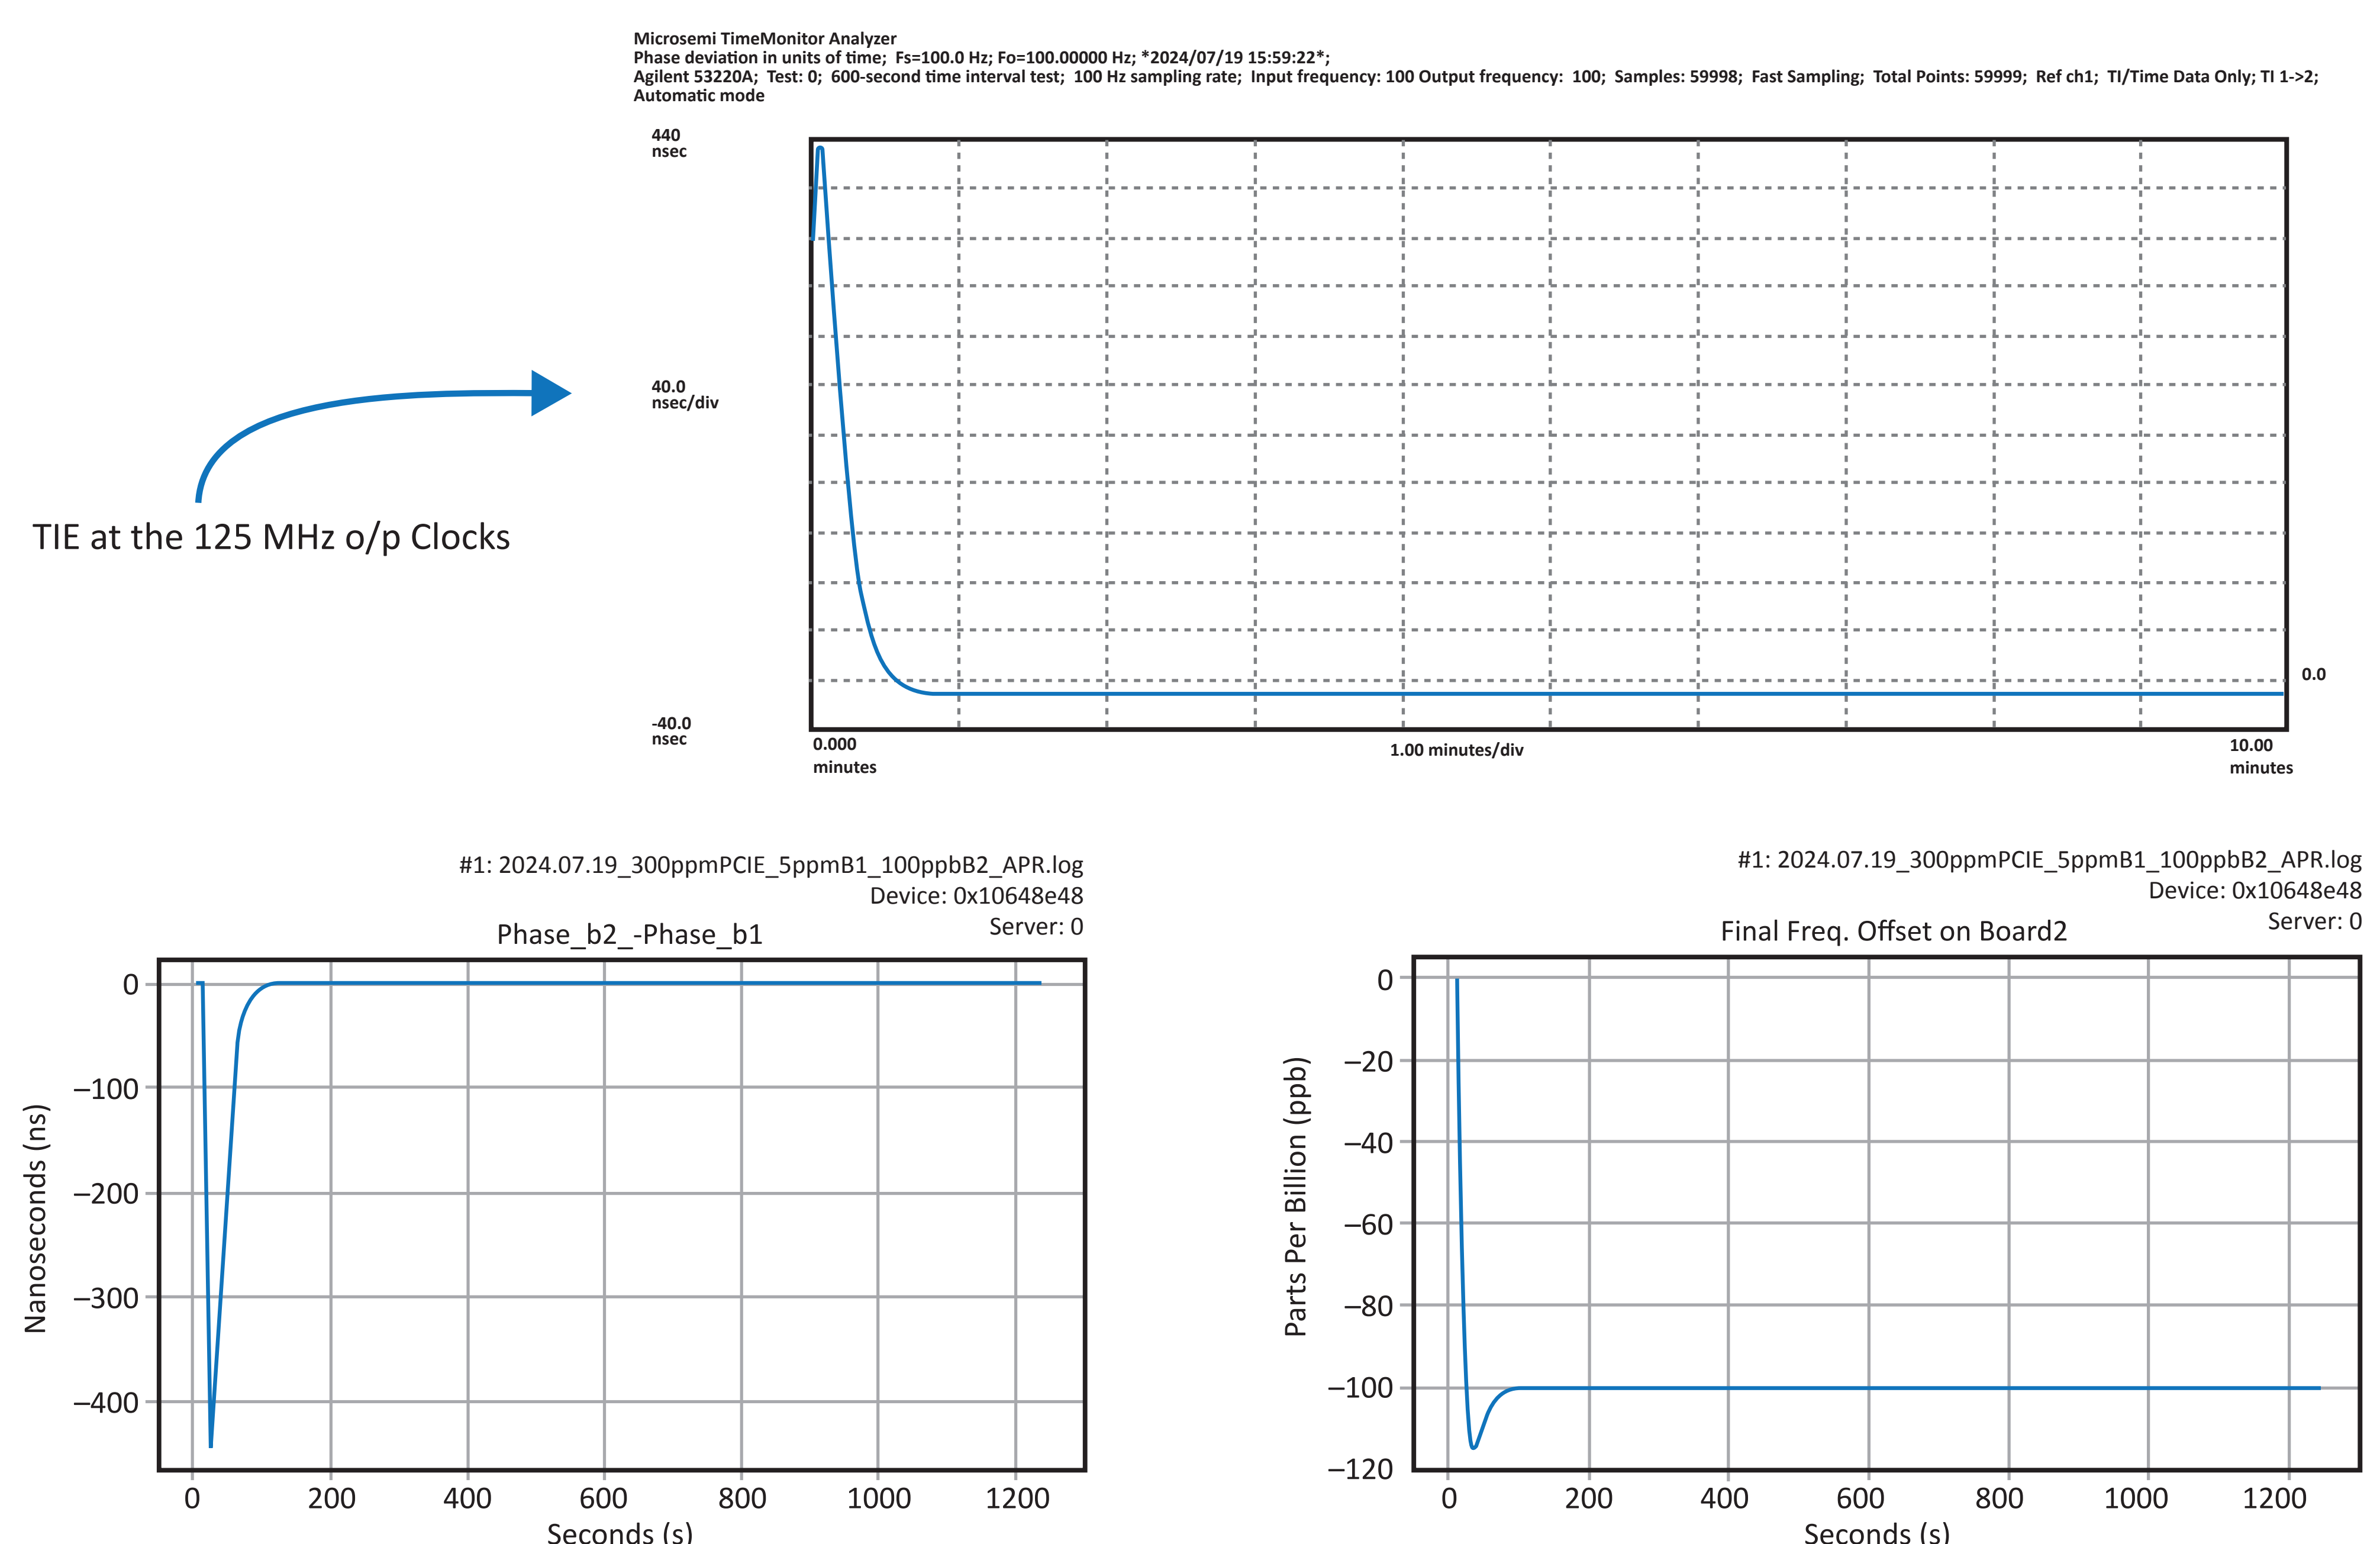 Microsemi TimeMonitor Analyzer
Phase deviation in units of time; Fs=100.0 Hz; Fo=100.00000 Hz; *2024/07/19 15:59:22*;
Agilent 53220A; Test: 0; 600-second time interval test; 100 Hz sampling rate; Input frequency: 100 Output frequency: 100; Samples: 59998; Fast Sampling; Total Points: 59999; Ref ch1; TI/Time Data Only; TI 1->2;
Automatic mode
440
nsec
40.0
nsec/div
TIE at the 125 MHz o/p Clocks
0.0
-40.0
nsec
0.000
minutes
1.00 minutes/div
10.00
minutes
#1: 2024.07.19_300ppmPCIE_5ppmB1_100ppbB2_APR.log
Device: 0x10648e48
Server: 0
Phase_b2_-Phase_b1
Nanoseconds (ns)
0
–100
–200
–300
–400
0 200 400 600 800 1000 1200
Seconds (s)
#1: 2024.07.19_300ppmPCIE_5ppmB1_100ppbB2_APR.log
Device: 0x10648e48
Server: 0
Final Freq. Offset on Board2
Parts Per Billion (ppb)
0
–20
–40
–60
–80
–100
–120
0 200 400 600 800 1000 1200
Seconds (s)